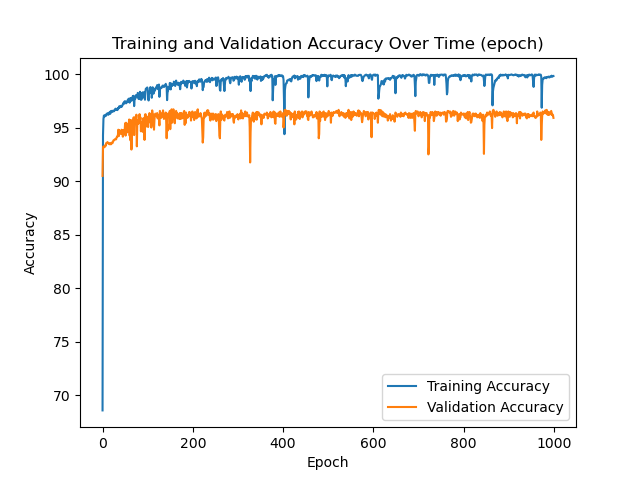 Training and Validation Accuracy Over Time (epoch)
100
95
90
85
80
75
70
Accuracy
0
200
400
600
800
1000
Epoch
Training Accuracy
Validation Accuracy